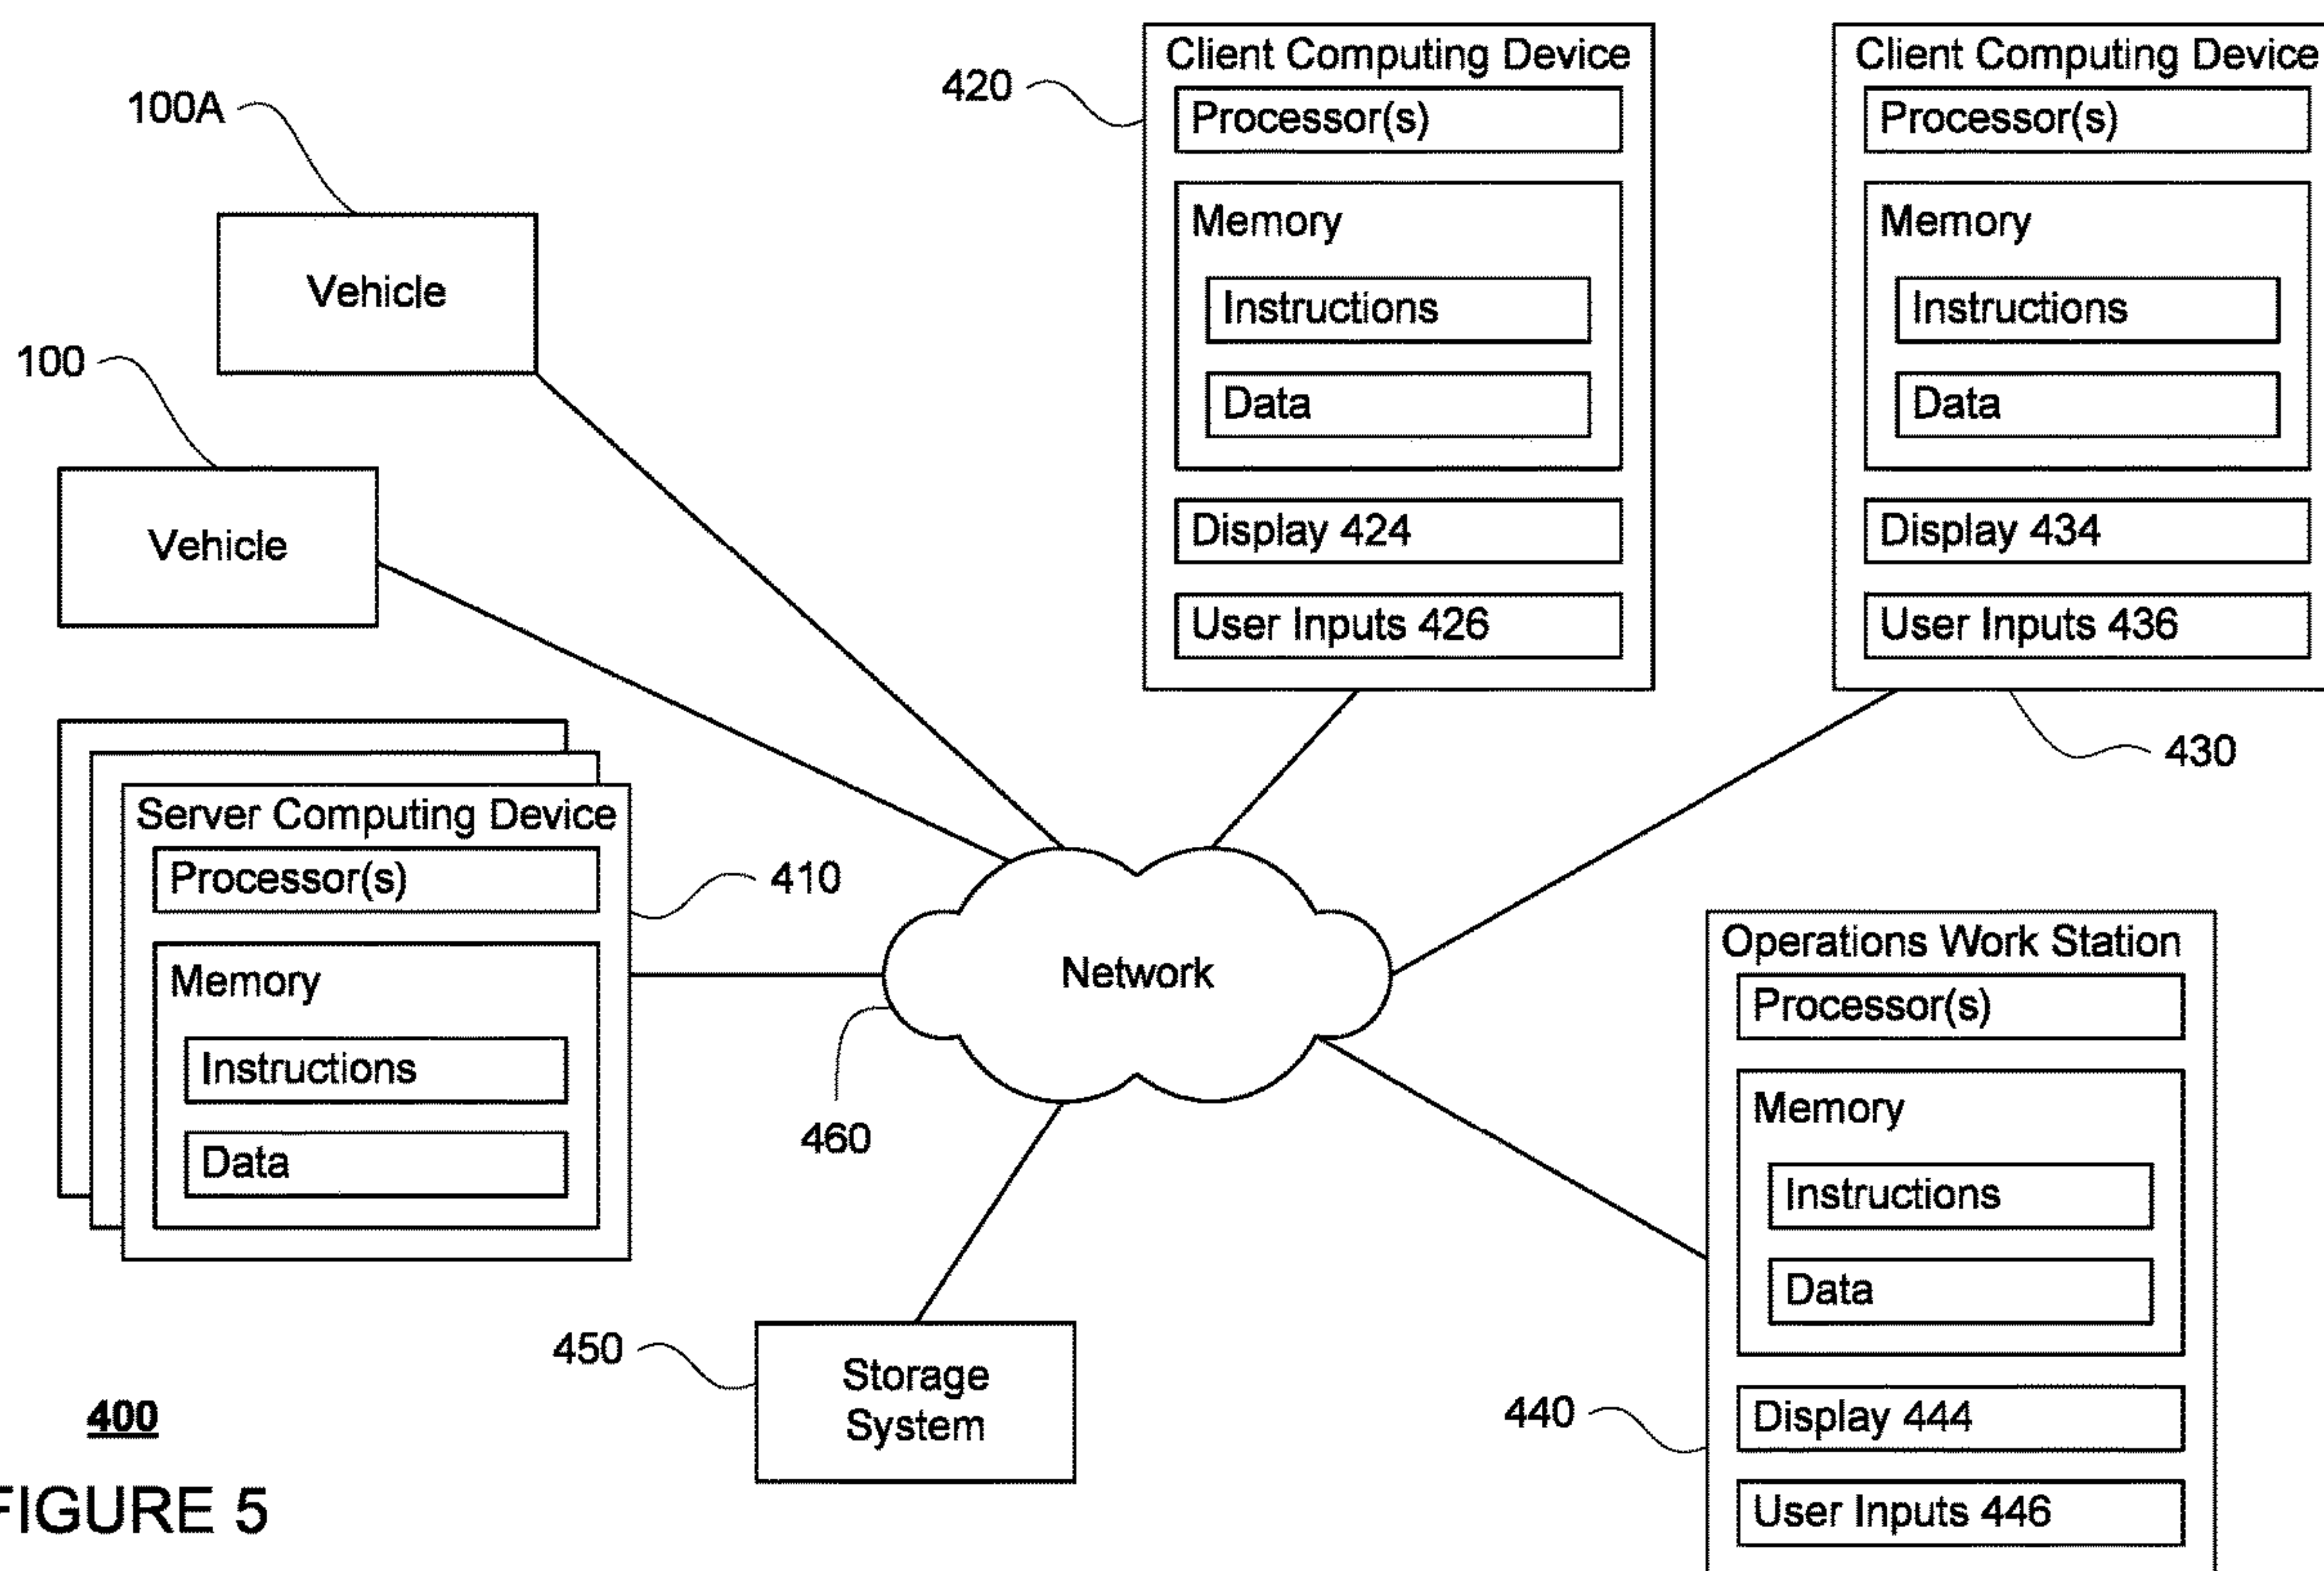 100A
Vehicle
100
Vehicle
420
Client Computing Device
Processor(s)
Memory
Instructions
Data
Display 424
User Inputs 426
Client Computing Device
Processor(s)
Memory
Instructions
Data
Display 434
User Inputs 436
430
Server Computing Device
Processor(s)
410
Memory
Instructions
Data
Network
460
Operations Work Station
Processor(s)
Memory
Instructions
Data
Display 444
User Inputs 446
440
450
Storage
System
400
FIGURE 5